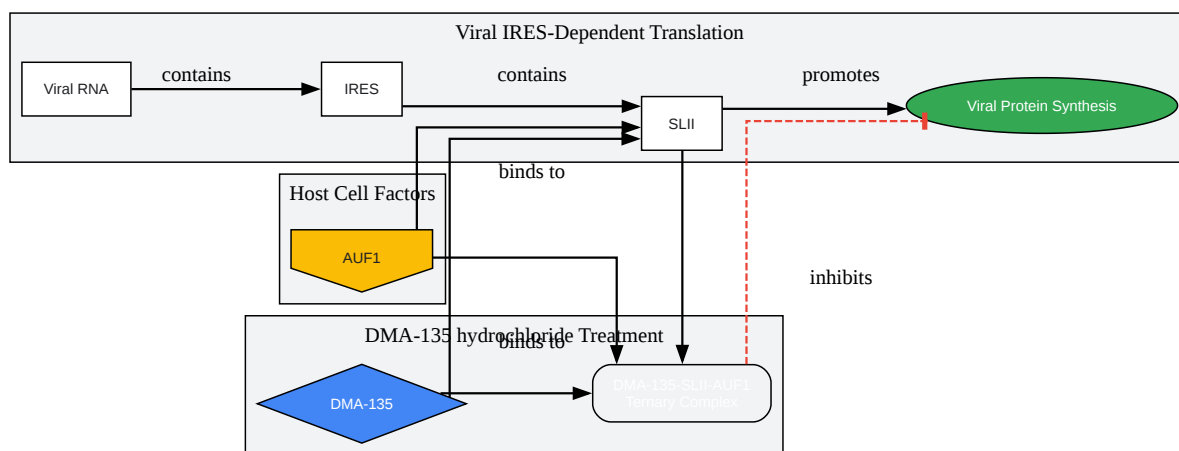 Viral IRES-Dependent Translation
Viral RNA
contains
IRES
contains
SLII
promotes
Viral Protein Synthesis
binds to
Host Cell Factors
AUF1
inhibits
DMA-135 hydrochloride Treatment
binds to
DMA-135
DMA-135-SLII-AUF1
Ternary Complex